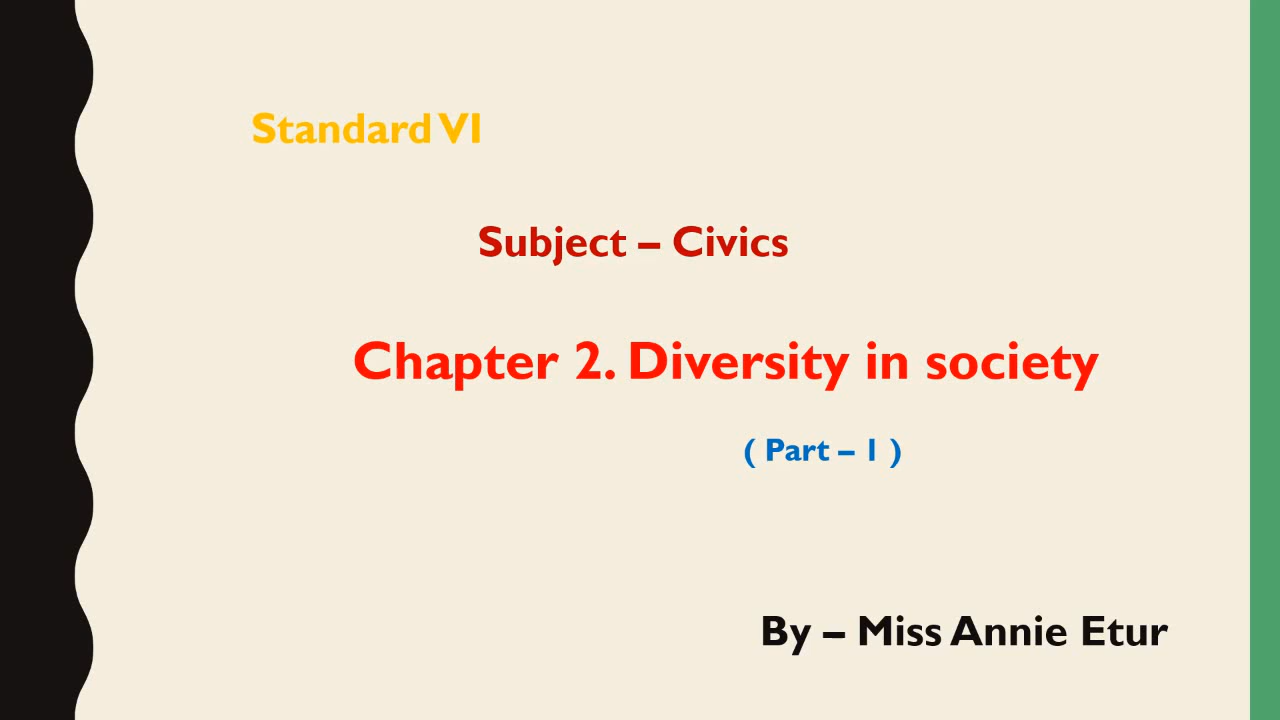 Standard VI
Subject – Civics
Chapter 2. Diversity in society
( Part – 1 )
By – Miss Annie Etur